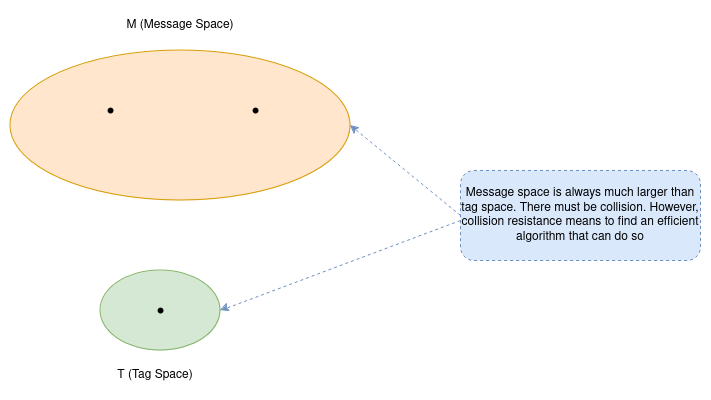 M (Message Space)
Message space is always much larger than
tag space. There must be collision. However,
collision resistance means to find an efficient
algorithm that can do so
T (Tag Space)